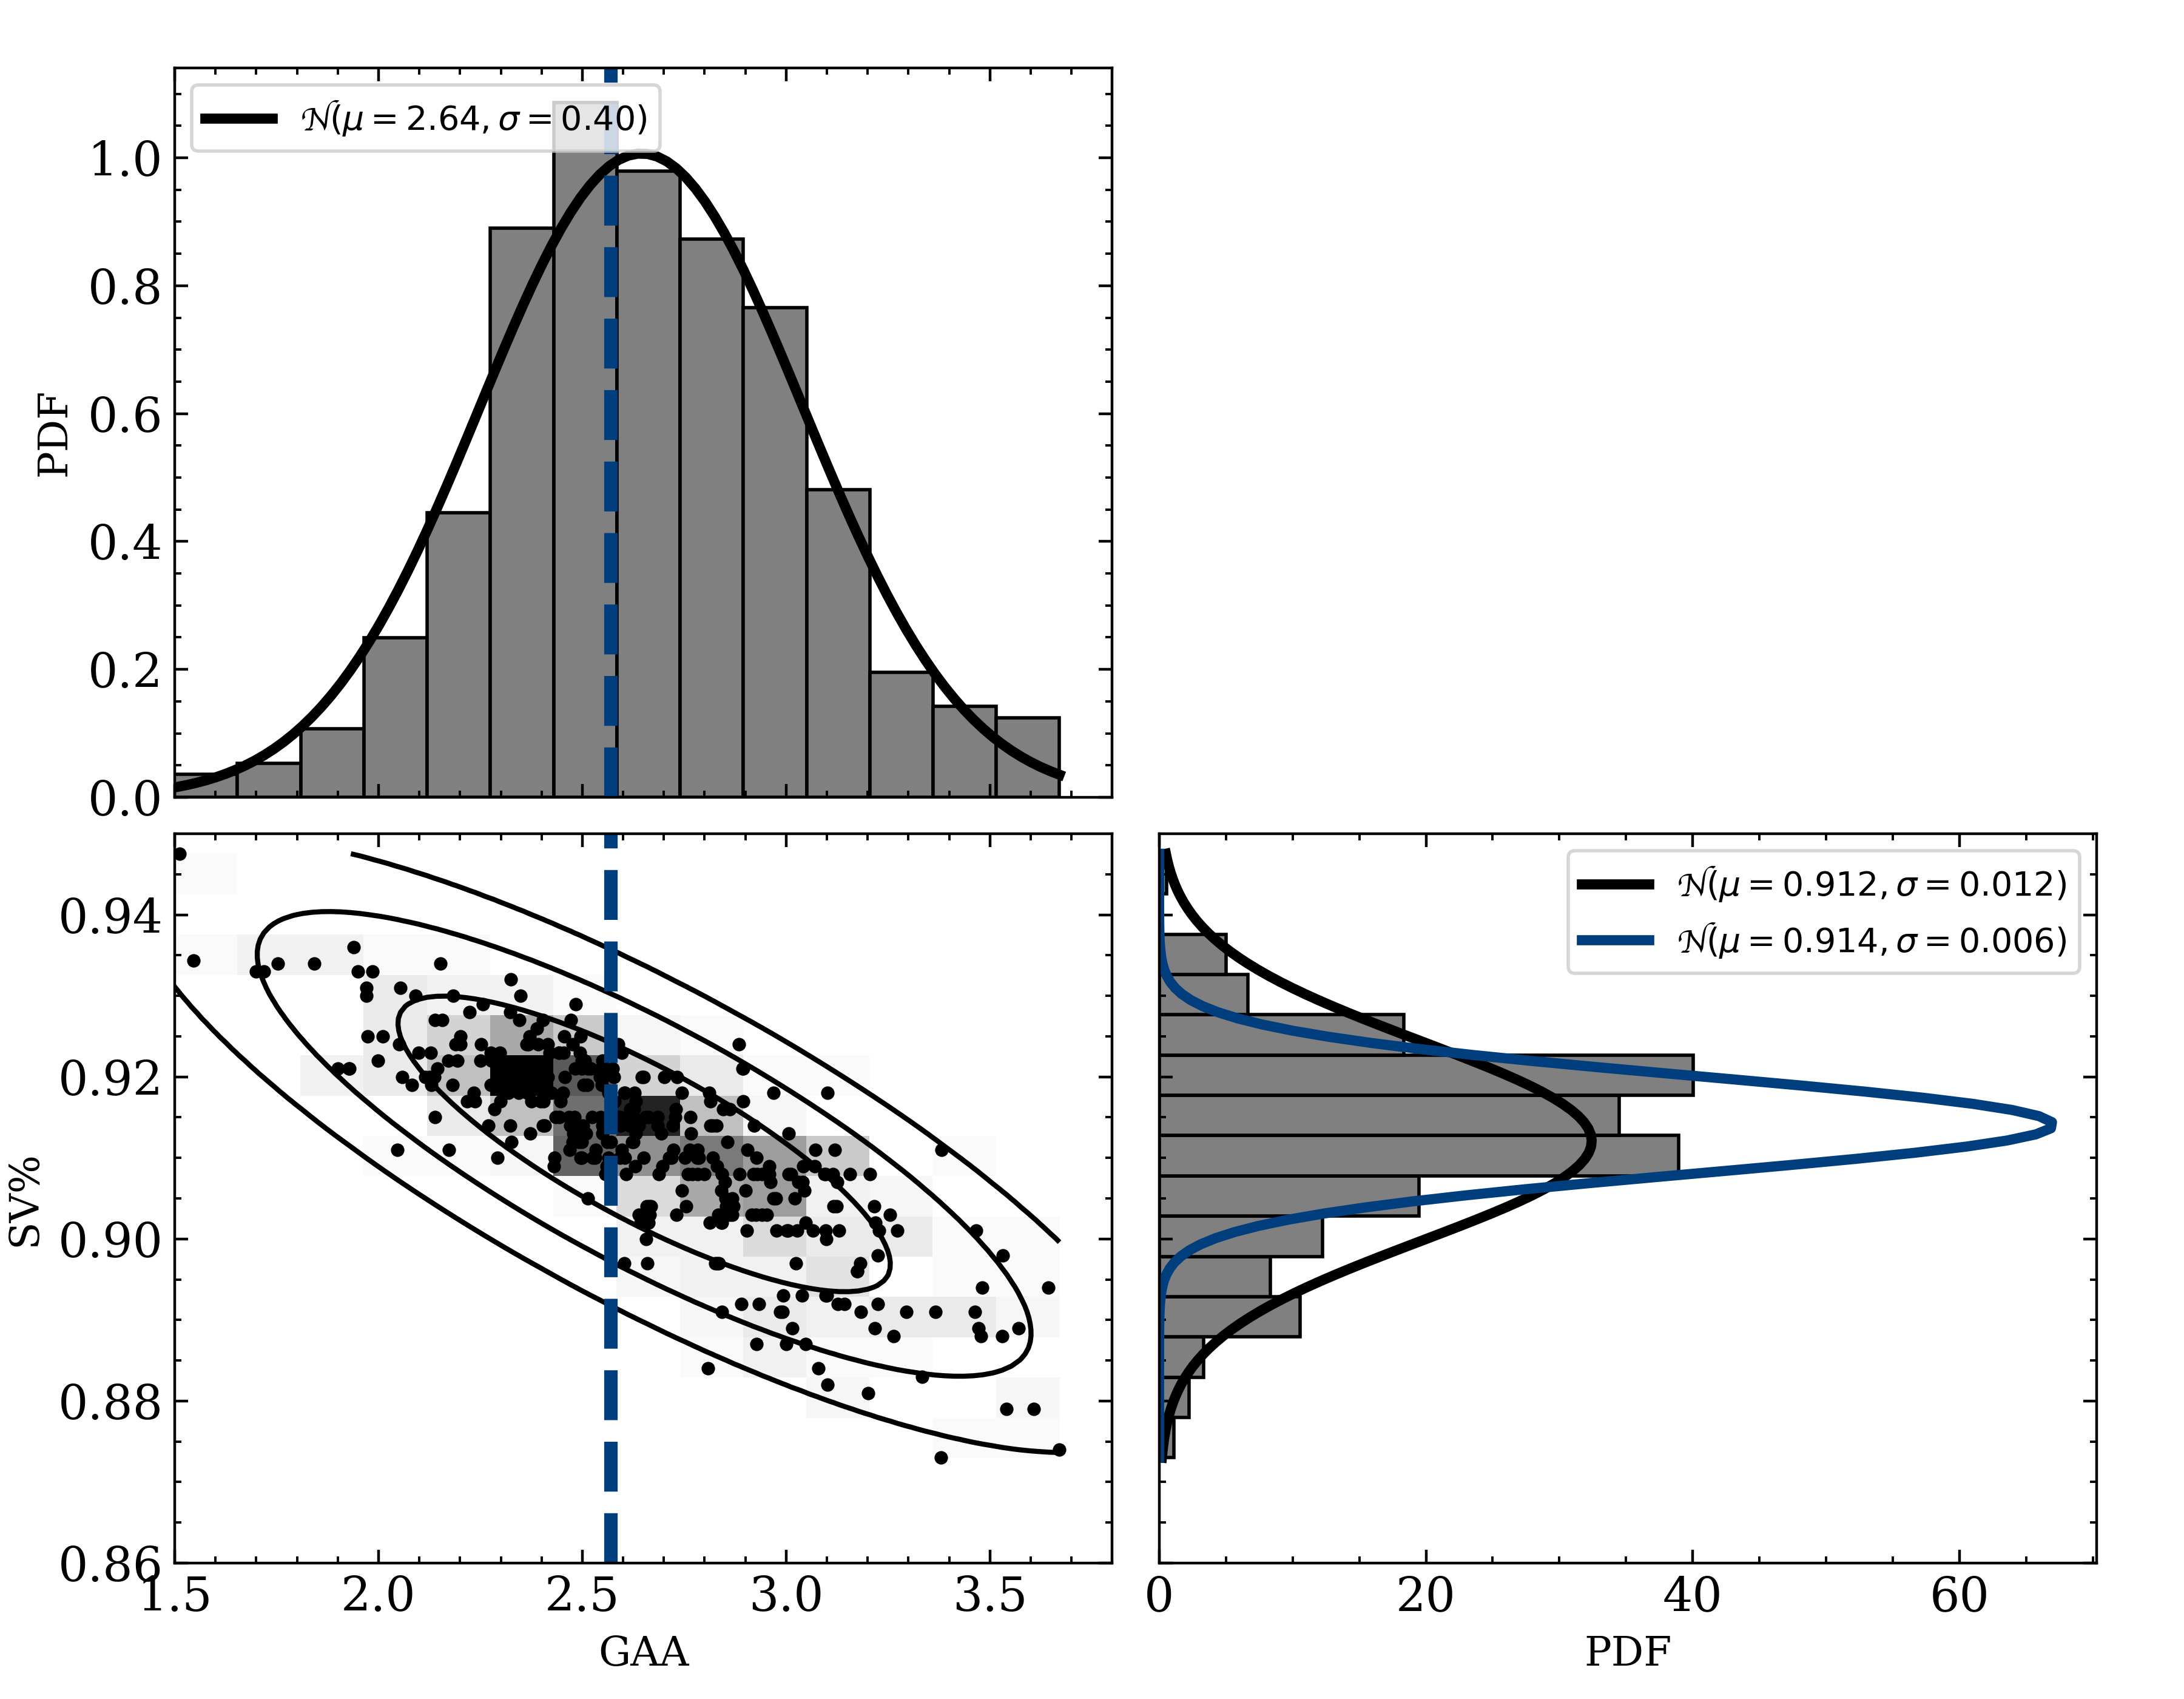 𝒩(μ = 2.64, σ = 0.40)
1.0
0.8
0.6
0.4
0.2
0.0
PDF
𝒩(μ = 0.912, σ = 0.012)
𝒩(μ = 0.914, σ = 0.006)
0.94
0.92
0.90
0.88
0.86
SV%
1.5 2.0 2.5 3.0 3.5
GAA
0 20 40 60
PDF